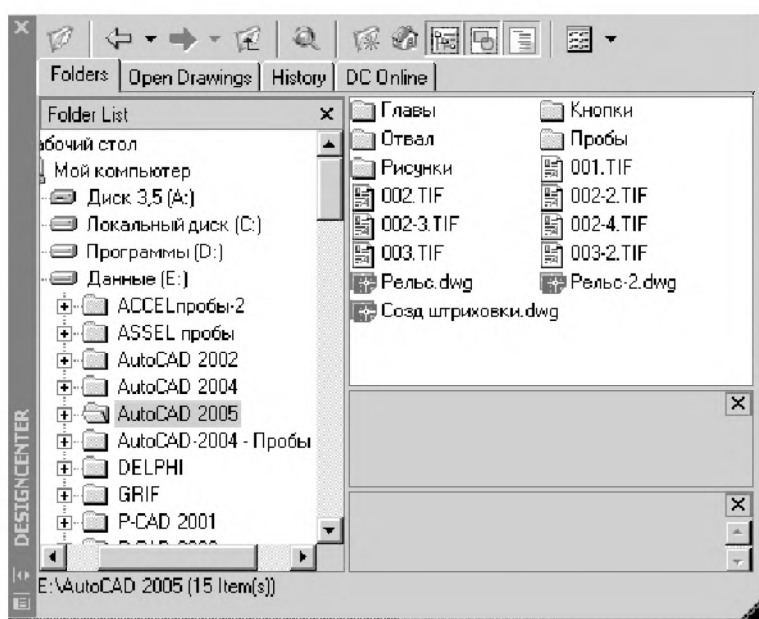 Folders Open Drawings History DC Online
Folder List
абочий стол
Мой компьютер
Диск 3,5 (A:)
Локальный диск (C:)
Программы (D:)
Данные (E:)
ACCELпробы-2
ASSEL пробы
AutoCAD 2002
AutoCAD 2004
AutoCAD 2005
AutoCAD-2004 - Пробы
DELPHI
GRIF
P-CAD 2001
Главы Кнопки
Отвал Пробы
Рисунки 001.TIF
002.TIF 002-2.TIF
002-3.TIF 002-4.TIF
003.TIF 003-2.TIF
Рельс.dwg Рельс-2.dwg
Созд штриховки.dwg
DESIGNCENTER
E:\AutoCAD 2005 (15 Item(s))